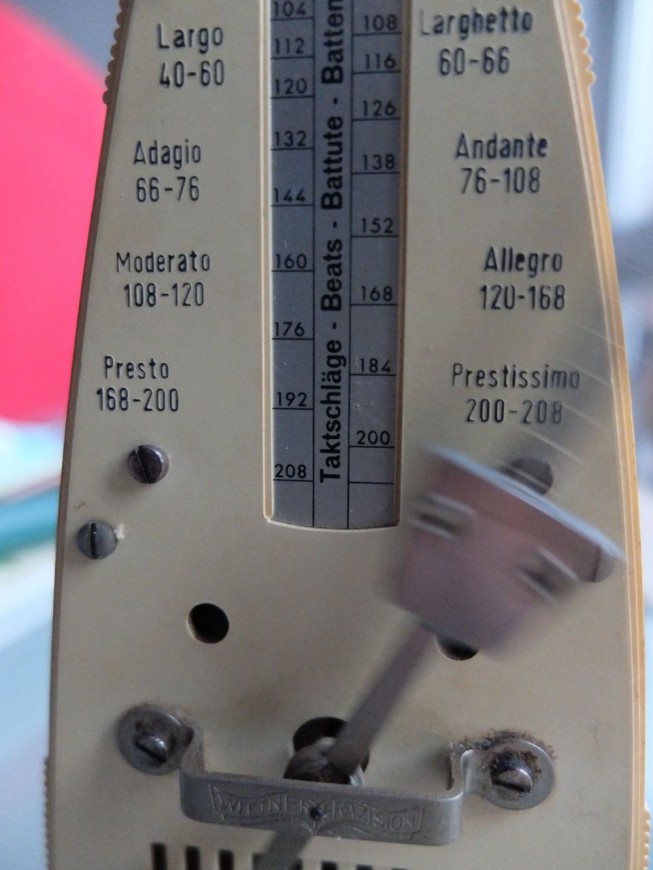 Largo
40-60
Adagio
66-76
Moderato
108-120
Presto
168-200
104
112
120
132
144
160
176
192
208
Taktschläge - Beats - Battute - Batten
108
116
126
138
152
168
184
200
Larghetto
60-66
Andante
76-108
Allegro
120-168
Prestissimo
200-208
WITTNER PRÄZISION